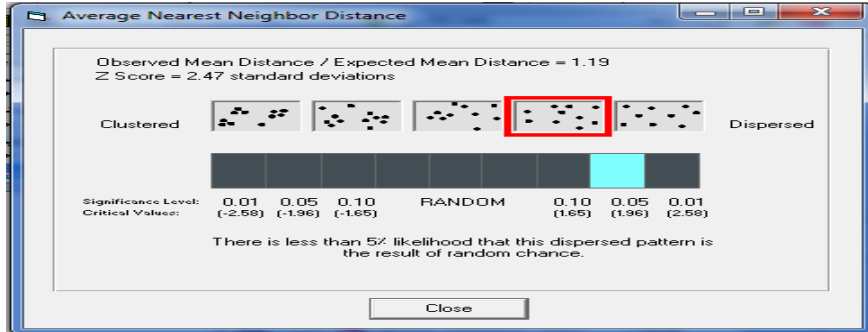 Average Nearest Neighbor Distance
Observed Mean Distance / Expected Mean Distance = 1.19
Z Score = 2.47 standard deviations
Clustered Dispersed
Significance Level: 0.01 0.05 0.10 RANDOM 0.10 0.05 0.01
Critical Values: (-2.58) (-1.96) (-1.65) (1.65) (1.96) (2.58)
There is less than 5% likelihood that this dispersed pattern is
the result of random chance.
Close